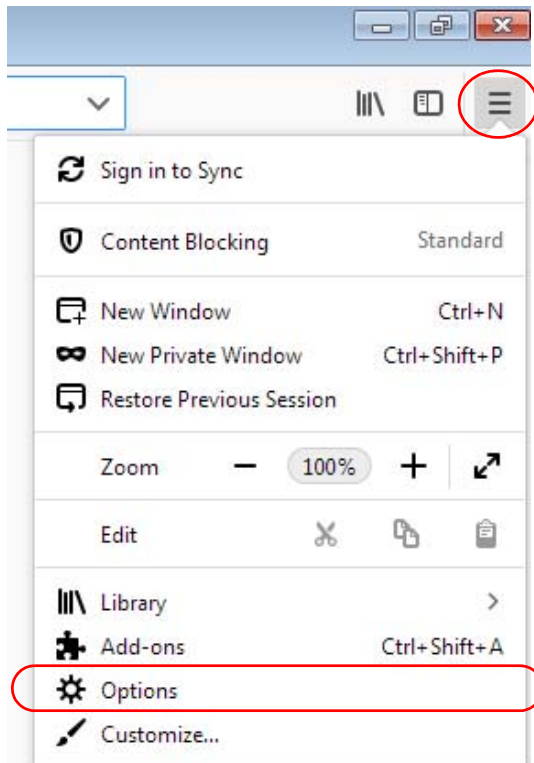 Sign in to Sync
Content Blocking Standard
New Window Ctrl+N
New Private Window Ctrl+Shift+P
Restore Previous Session
Zoom 100%
Edit
Library
Add-ons Ctrl+Shift+A
Options
Customize...